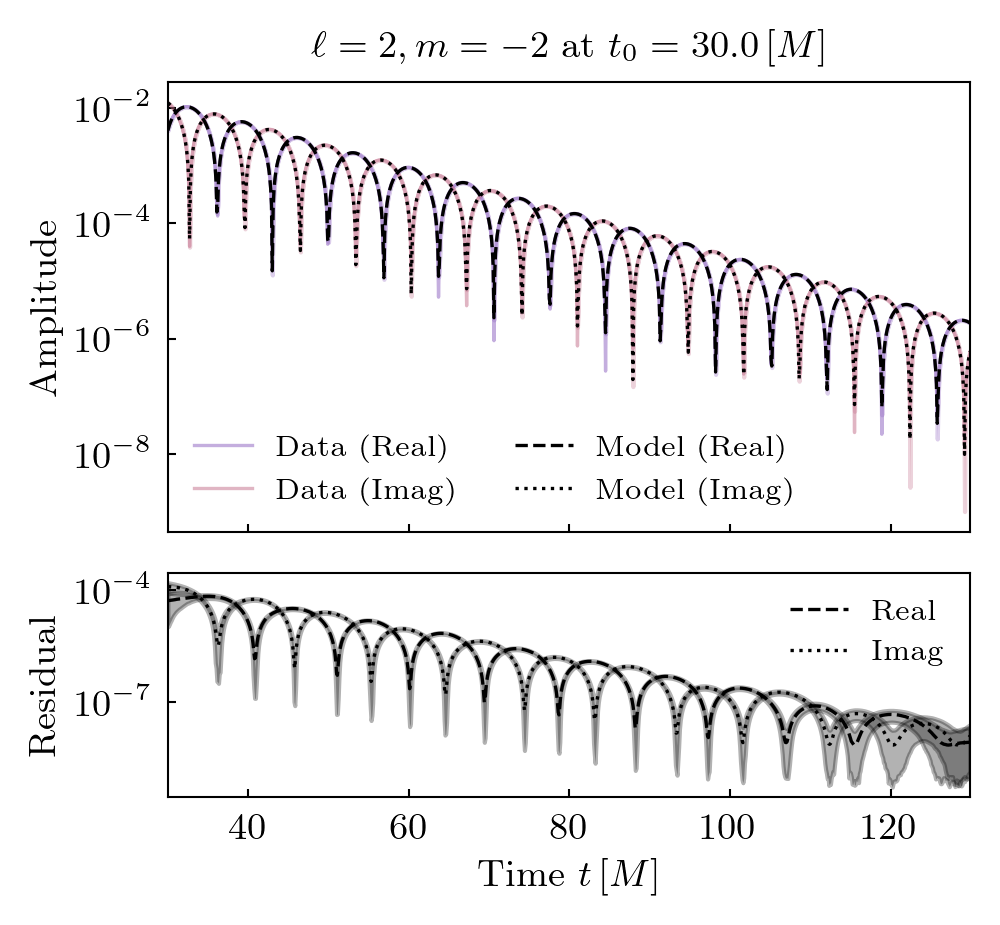 ℓ = 2, m = −2 at t₀ = 30.0 [M]
10⁻²
10⁻⁴
10⁻⁶
10⁻⁸
Amplitude
Data (Real)
Data (Imag)
Model (Real)
Model (Imag)
10⁻⁴
10⁻⁷
Residual
Real
Imag
40 60 80 100 120
Time t [M]